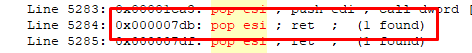 Line 5283: 0x00001ca9: pop esi ; push edi ; call dword [
Line 5284: 0x000007db: pop esi ; ret ; (1 found)
Line 5285: 0x000007df: pop esi ; ret ; (1 found)